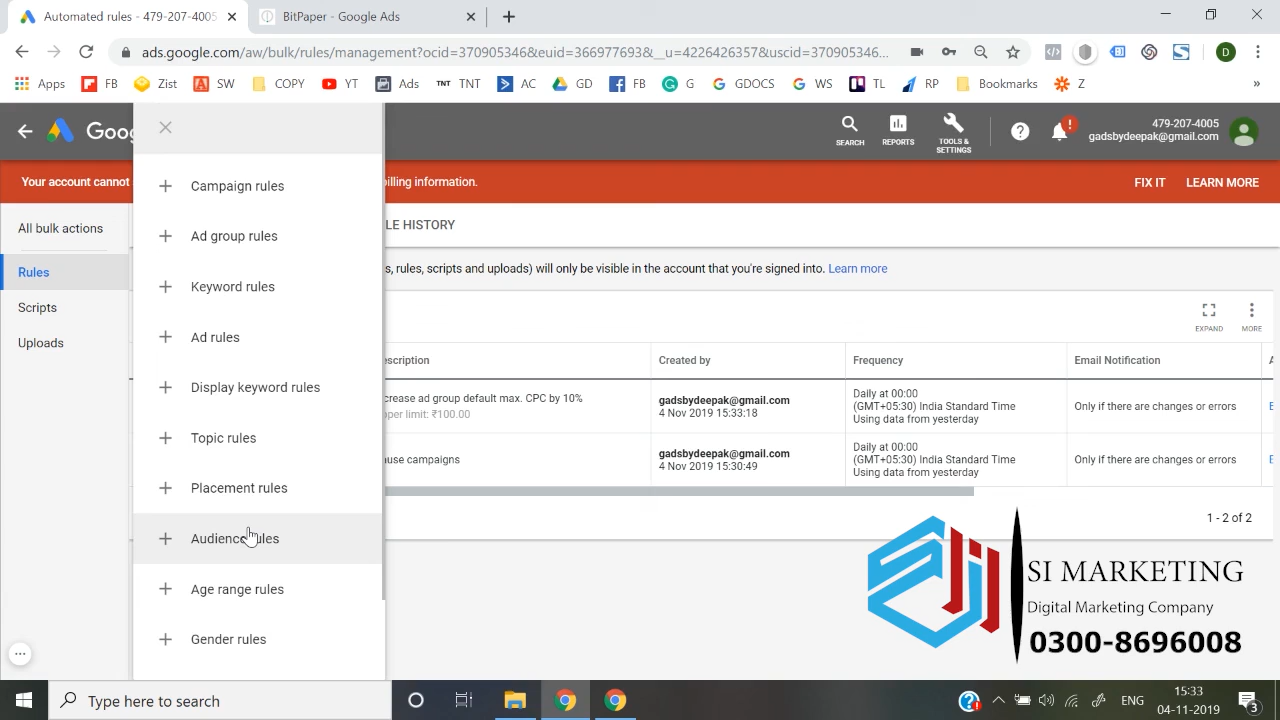 Automated rules - 479-207-4005
BitPaper - Google Ads
ads.google.com/aw/bulk/rules/management?ocid=370905346&euid=366977693&__u=4226426357&uscid=370905346...
Apps
FB
Zist
SW
COPY
YT
Ads
TNT TNT
AC
GD
FB
G
GDOCS
WS
TL
RP
Bookmarks
Z
»
Goog
SEARCH
REPORTS
TOOLS &
SETTINGS
479-207-4005
gadsbydeepak@gmail.com
Your account cannot
illing information.
FIX IT
LEARN MORE
All bulk actions
Rules
Scripts
Uploads
Campaign rules
Ad group rules
Keyword rules
Ad rules
Display keyword rules
Topic rules
Placement rules
Audience rules
Age range rules
Gender rules
LE HISTORY
s, rules, scripts and uploads) will only be visible in the account that you're signed into. Learn more
EXPAND
MORE
escription
Created by
Frequency
Email Notification
A
crease ad group default max. CPC by 10%
per limit: ₹100.00
gadsbydeepak@gmail.com
4 Nov 2019 15:33:18
Daily at 00:00
(GMT+05:30) India Standard Time
Using data from yesterday
Only if there are changes or errors
E
use campaigns
gadsbydeepak@gmail.com
4 Nov 2019 15:30:49
Daily at 00:00
(GMT+05:30) India Standard Time
Using data from yesterday
Only if there are changes or errors
E
1 - 2 of 2
SI MARKETING
Digital Marketing Company
0300-8696008
Type here to search
ENG
15:33
04-11-2019
3